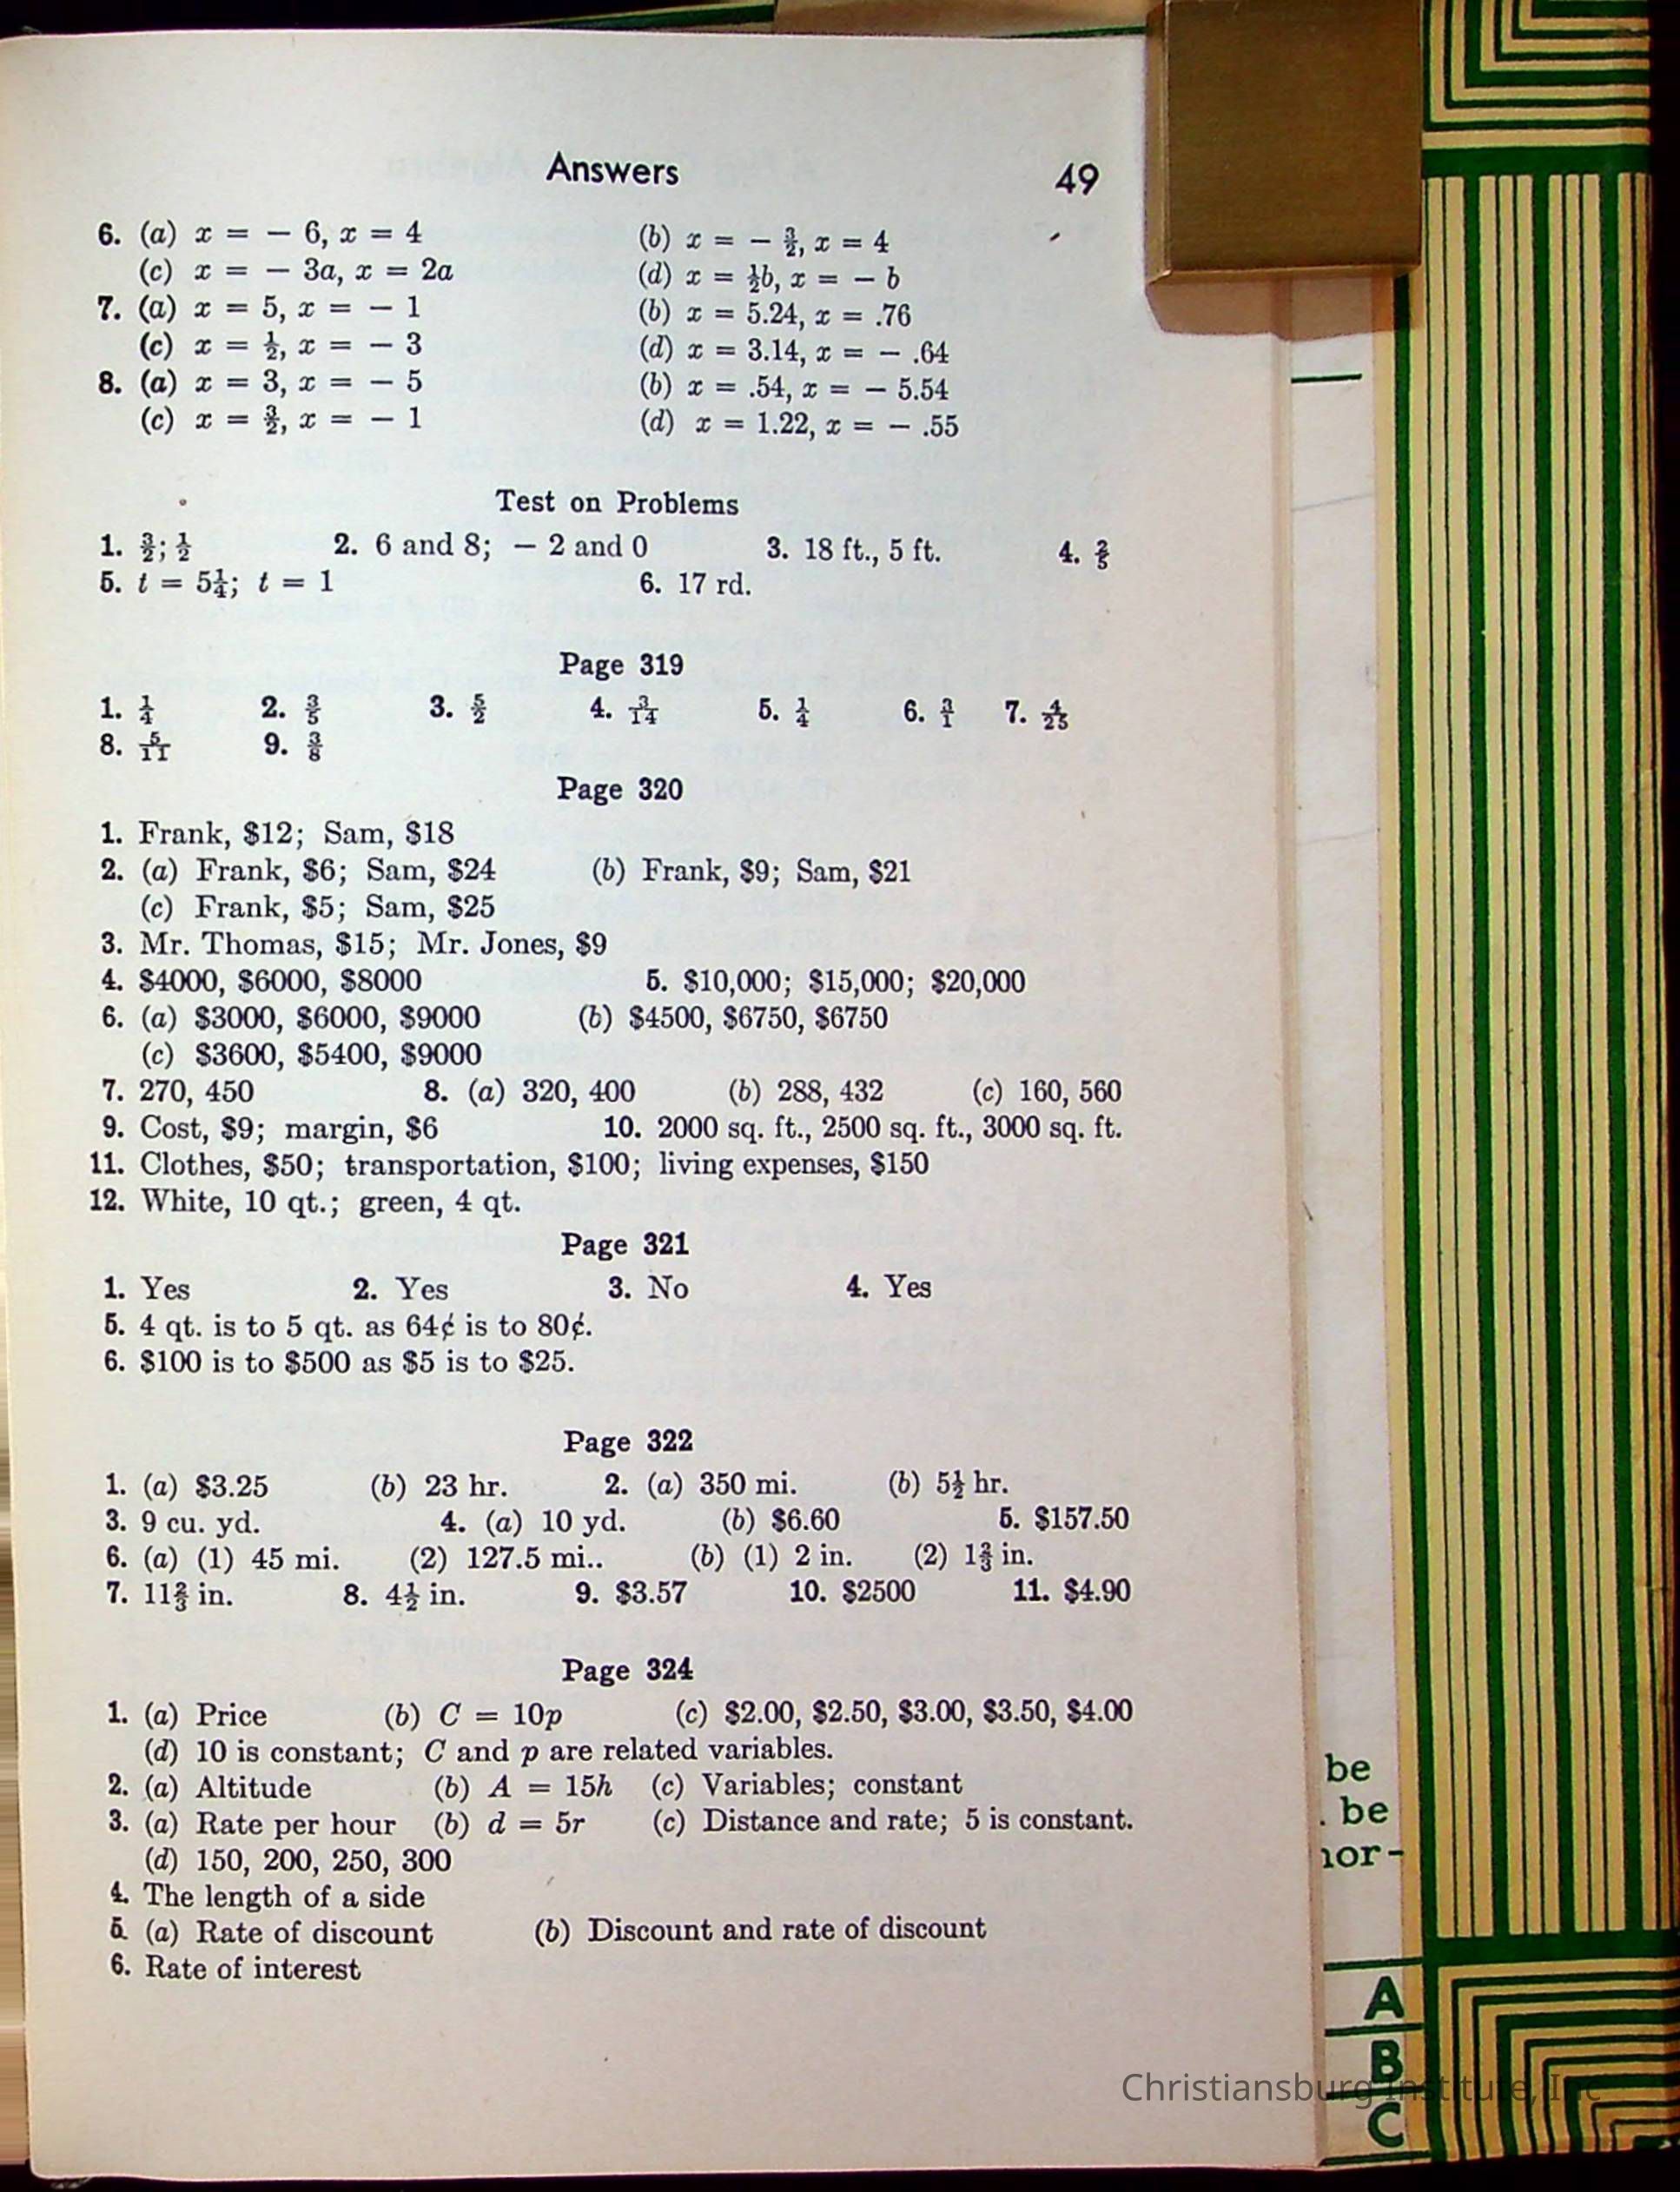 Answers 49
6. (a) x = − 6, x = 4 (b) x = − 3/2, x = 4
(c) x = − 3a, x = 2a (d) x = ½b, x = − b
7. (a) x = 5, x = − 1 (b) x = 5.24, x = .76
(c) x = ½, x = − 3 (d) x = 3.14, x = − .64
8. (a) x = 3, x = − 5 (b) x = .54, x = − 5.54
(c) x = 3/2, x = − 1 (d) x = 1.22, x = − .55
Test on Problems
1. 3/2; ½ 2. 6 and 8; − 2 and 0 3. 18 ft., 5 ft. 4. 2/5
5. t = 5¼; t = 1 6. 17 rd.
Page 319
1. ¼ 2. 3/5 3. 5/2 4. 3/14 5. ¼ 6. 3/1 7. 4/25
8. 5/11 9. 3/8
Page 320
1. Frank, $12; Sam, $18
2. (a) Frank, $6; Sam, $24 (b) Frank, $9; Sam, $21
(c) Frank, $5; Sam, $25
3. Mr. Thomas, $15; Mr. Jones, $9
4. $4000, $6000, $8000 5. $10,000; $15,000; $20,000
6. (a) $3000, $6000, $9000 (b) $4500, $6750, $6750
(c) $3600, $5400, $9000
7. 270, 450 8. (a) 320, 400 (b) 288, 432 (c) 160, 560
9. Cost, $9; margin, $6 10. 2000 sq. ft., 2500 sq. ft., 3000 sq. ft.
11. Clothes, $50; transportation, $100; living expenses, $150
12. White, 10 qt.; green, 4 qt.
Page 321
1. Yes 2. Yes 3. No 4. Yes
5. 4 qt. is to 5 qt. as 64¢ is to 80¢.
6. $100 is to $500 as $5 is to $25.
Page 322
1. (a) $3.25 (b) 23 hr. 2. (a) 350 mi. (b) 5½ hr.
3. 9 cu. yd. 4. (a) 10 yd. (b) $6.60 5. $157.50
6. (a) (1) 45 mi. (2) 127.5 mi.. (b) (1) 2 in. (2) 1⅔ in.
7. 11⅔ in. 8. 4½ in. 9. $3.57 10. $2500 11. $4.90
Page 324
1. (a) Price (b) C = 10p (c) $2.00, $2.50, $3.00, $3.50, $4.00
(d) 10 is constant; C and p are related variables.
2. (a) Altitude (b) A = 15h (c) Variables; constant
3. (a) Rate per hour (b) d = 5r (c) Distance and rate; 5 is constant.
(d) 150, 200, 250, 300
4. The length of a side
5. (a) Rate of discount (b) Discount and rate of discount
6. Rate of interest
be
. be
nor-
A
B
C
Christiansburg Institute, Inc